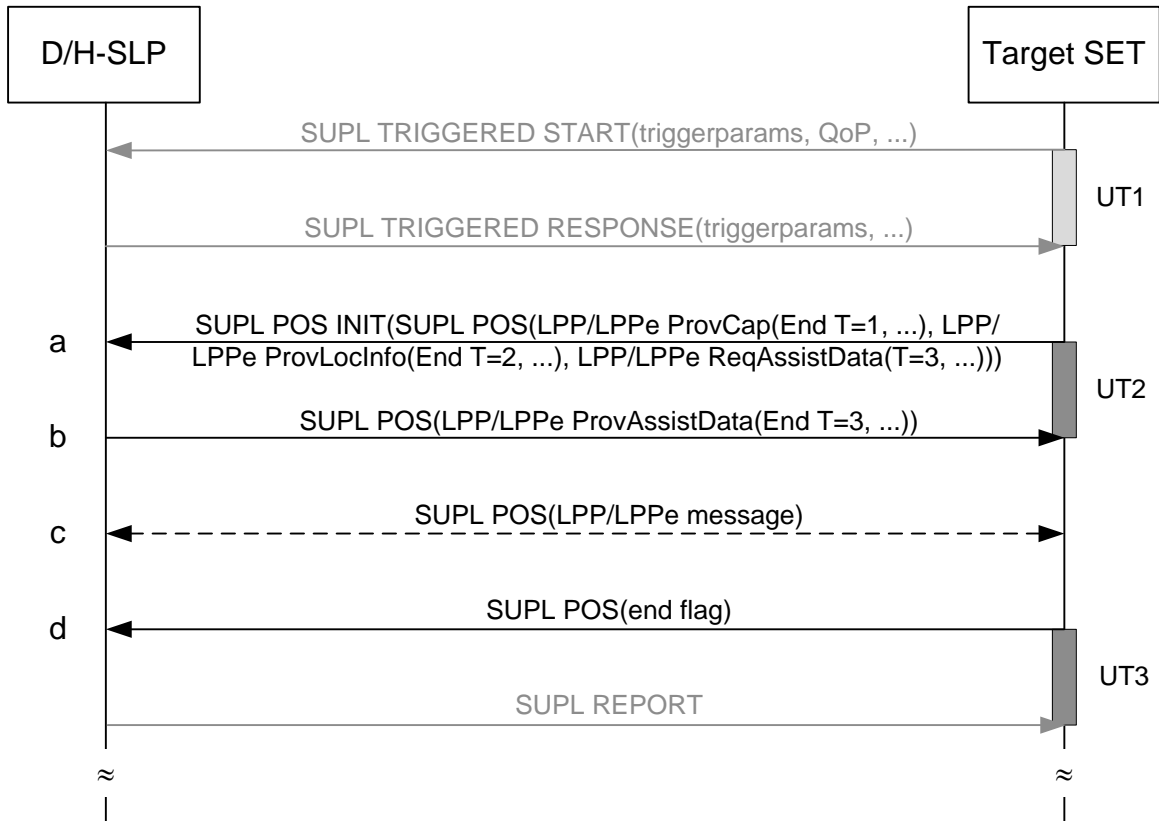 D/H-SLP
Target SET
SUPL TRIGGERED START(triggerparams, QoP, ...)
UT1
SUPL TRIGGERED RESPONSE(triggerparams, ...)
a
SUPL POS INIT(SUPL POS(LPP/LPPe ProvCap(End T=1, ...), LPP/
LPPe ProvLocInfo(End T=2, ...), LPP/LPPe ReqAssistData(T=3, ...)))
UT2
b
SUPL POS(LPP/LPPe ProvAssistData(End T=3, ...))
c
SUPL POS(LPP/LPPe message)
d
SUPL POS(end flag)
UT3
SUPL REPORT
≈
≈